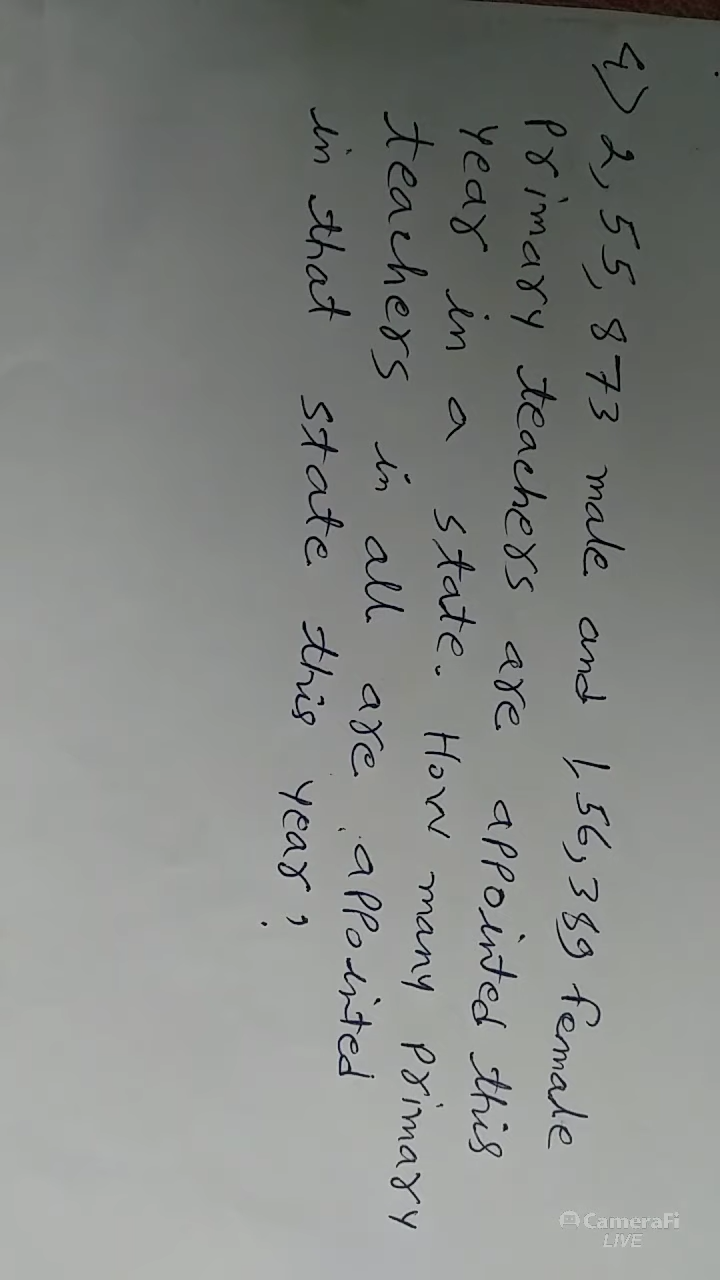 4) 2,55,873 male and 1,56,389 female
primary teachers are appointed this
year in a state. How many primary
teachers in all are appointed
in that state this year?
CameraFi
LIVE